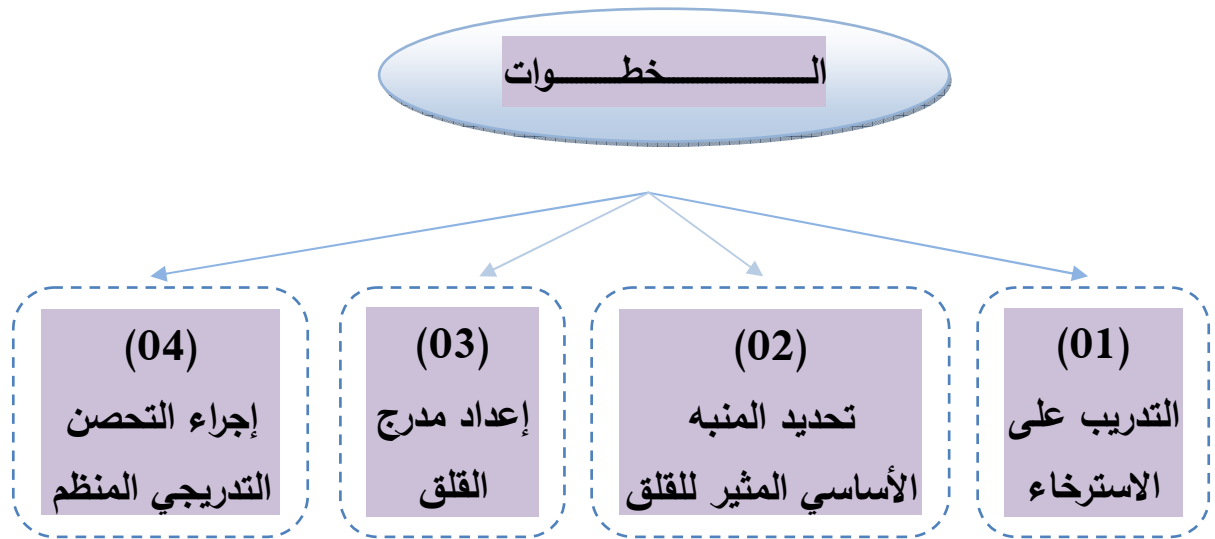 الـــــــــــخطـــــــوات
(01)
التدريب على
الاسترخاء
(02)
تحديد المنبه
الأساسي المثير للقلق
(03)
إعداد مدرج
القلق
(04)
إجراء التحصن
التدريجي المنظم